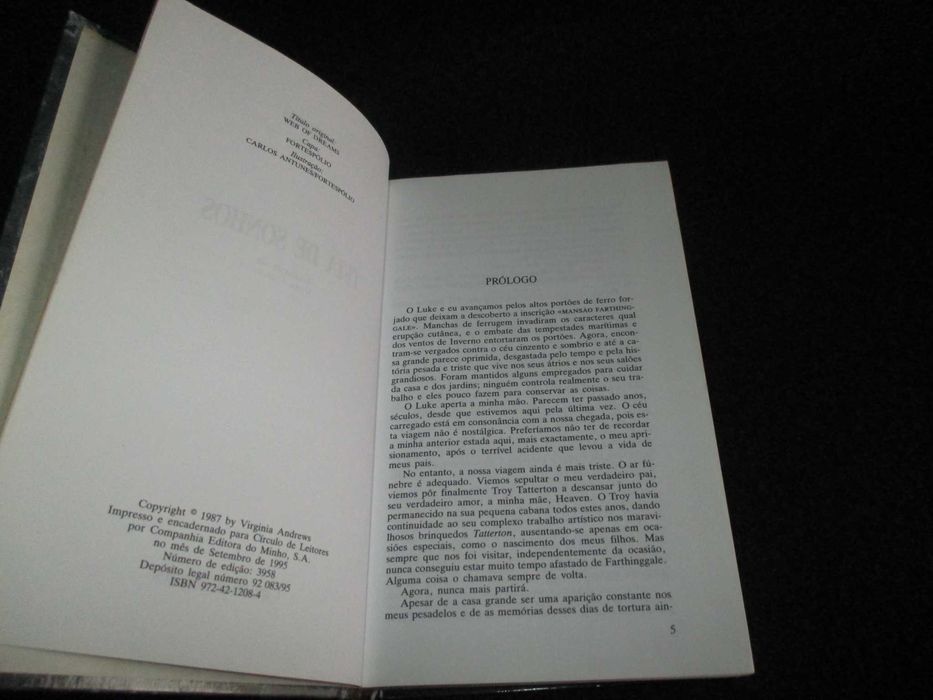 Título original:
WEB OF DREAMS
Capa:
FORTESPÓLIO
Ilustração:
CARLOS ANTUNES/FORTESPÓLIO
DE SONHOS
Copyright © 1987 by Virginia Andrews
Impresso e encadernado para Círculo de Leitores
por Companhia Editora do Minho, S.A.
no mês de Setembro de 1995
Número de edição: 3958
Depósito legal número 92 083/95
ISBN 972-42-1208-4
PRÓLOGO
O Luke e eu avançamos pelos altos portões de ferro for-
jado que deixam a descoberto a inscrição «MANSÃO FARTHING-
GALE». Manchas de ferrugem invadiram os caracteres qual
erupção cutânea, e o embate das tempestades marítimas e
dos ventos de Inverno entortaram os portões. Agora, encon-
tram-se vergados contra o céu cinzento e sombrio e até a ca-
sa grande parece oprimida, desgastada pelo tempo e pela his-
tória pesada e triste que vive nos seus átrios e nos seus salões
grandiosos. Foram mantidos alguns empregados para cuidar
da casa e dos jardins; ninguém controla realmente o seu tra-
balho e eles pouco fazem para conservar as coisas.
O Luke aperta a minha mão. Parecem ter passado anos,
séculos, desde que estivemos aqui pela última vez. O céu
carregado está em consonância com a nossa chegada, pois es-
ta viagem não é nostálgica. Preferíamos não ter de recordar
a minha anterior estada aqui, mais exactamente, o meu apri-
sionamento, após o terrível acidente que levou a vida de
meus pais.
No entanto, a nossa viagem ainda é mais triste. O ar fú-
nebre é adequado. Viemos sepultar o meu verdadeiro pai,
viemos pôr finalmente Troy Tatterton a descansar junto do
seu verdadeiro amor, a minha mãe, Heaven. O Troy havia
permanecido na sua pequena cabana todos estes anos, dando
continuidade ao seu complexo trabalho artístico nos maravi-
lhosos brinquedos Tatterton, ausentando-se apenas em oca-
siões especiais, como o nascimento dos meus filhos. Mas
sempre que nos foi visitar, independentemente da ocasião,
nunca conseguiu estar muito tempo afastado de Farthinggale.
Alguma coisa o chamava sempre de volta.
Agora, nunca mais partirá.
Apesar de a casa grande ser uma aparição constante nos
meus pesadelos e de as memórias desses dias de tortura ain-
5